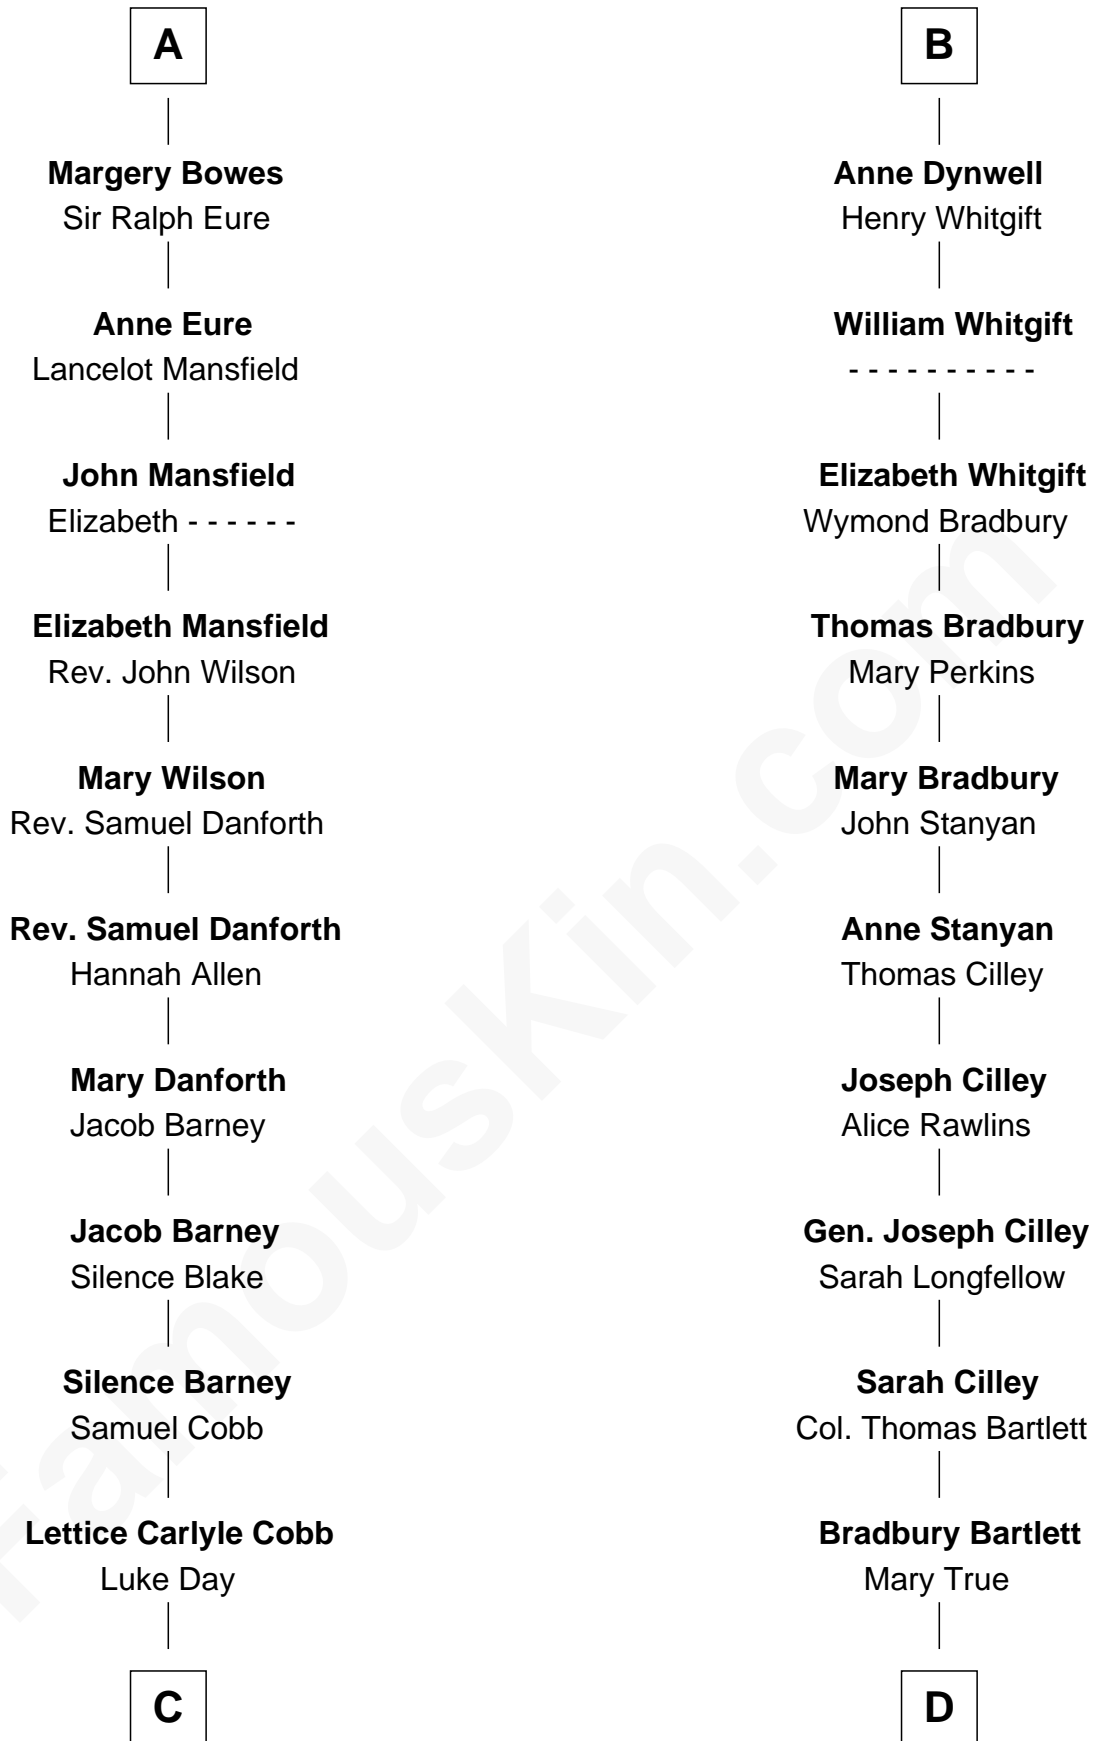 A
Margery Bowes
Sir Ralph Eure
Anne Eure
Lancelot Mansfield
John Mansfield
Elizabeth - - - - - -
Elizabeth Mansfield
Rev. John Wilson
Mary Wilson
Rev. Samuel Danforth
Rev. Samuel Danforth
Hannah Allen
Mary Danforth
Jacob Barney
Jacob Barney
Silence Blake
Silence Barney
Samuel Cobb
Lettice Carlyle Cobb
Luke Day
C
B
Anne Dynwell
Henry Whitgift
William Whitgift
- - - - - - - - - -
Elizabeth Whitgift
Wymond Bradbury
Thomas Bradbury
Mary Perkins
Mary Bradbury
John Stanyan
Anne Stanyan
Thomas Cilley
Joseph Cilley
Alice Rawlins
Gen. Joseph Cilley
Sarah Longfellow
Sarah Cilley
Col. Thomas Bartlett
Bradbury Bartlett
Mary True
D
FamousKin.com